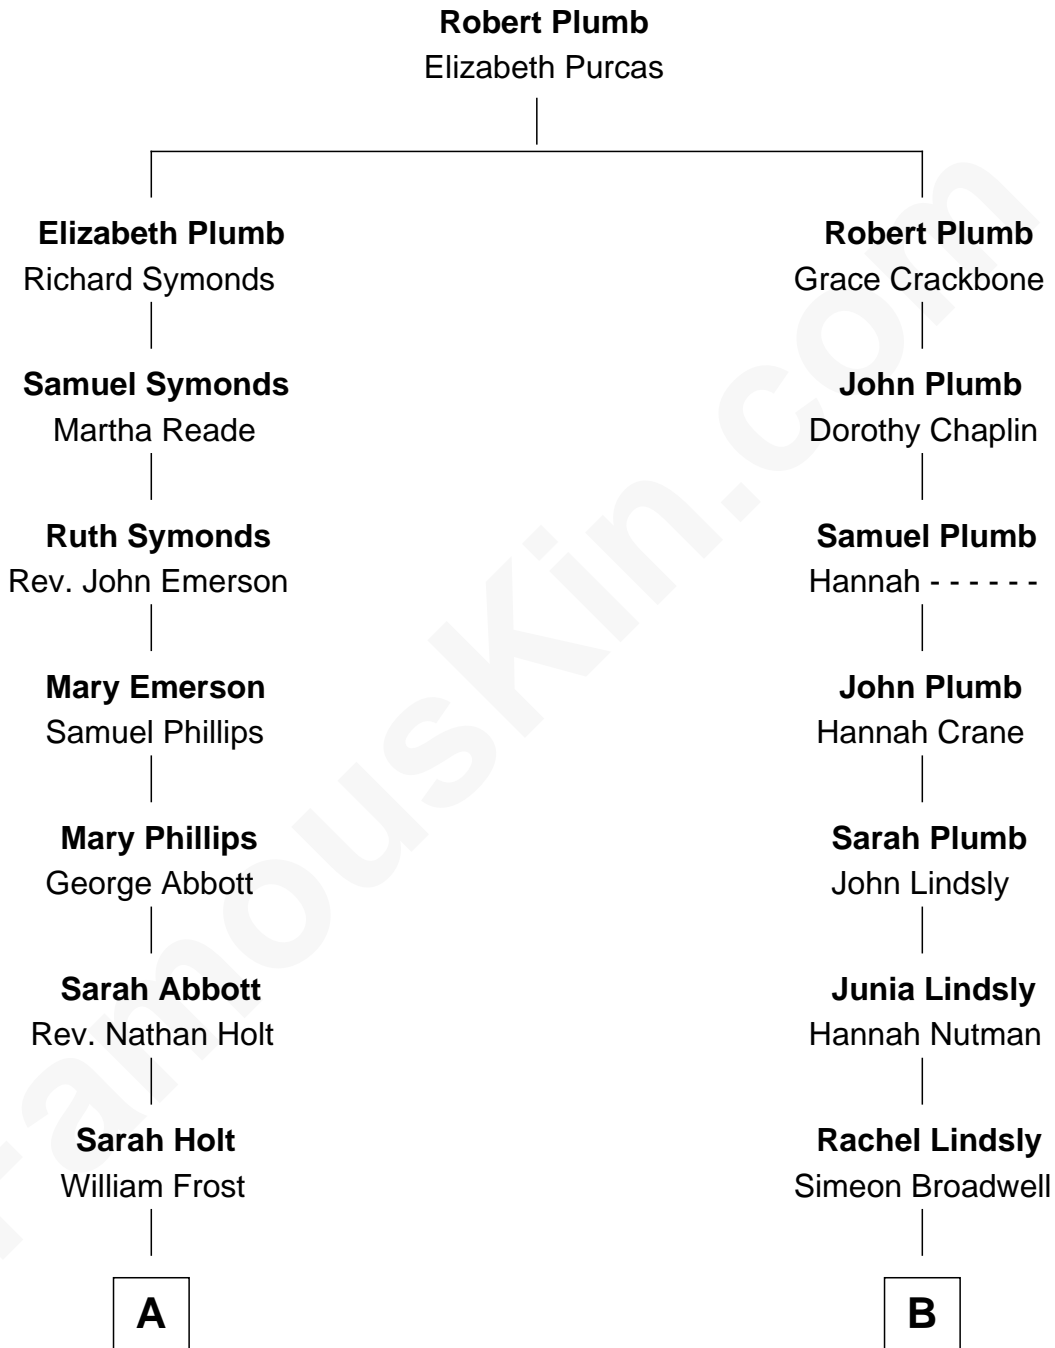 Robert Plumb
Elizabeth Purcas
Elizabeth Plumb
Richard Symonds
Samuel Symonds
Martha Reade
Ruth Symonds
Rev. John Emerson
Mary Emerson
Samuel Phillips
Mary Phillips
George Abbott
Sarah Abbott
Rev. Nathan Holt
Sarah Holt
William Frost
A
Robert Plumb
Grace Crackbone
John Plumb
Dorothy Chaplin
Samuel Plumb
Hannah - - - - - -
John Plumb
Hannah Crane
Sarah Plumb
John Lindsly
Junia Lindsly
Hannah Nutman
Rachel Lindsly
Simeon Broadwell
B
FamousKin.com